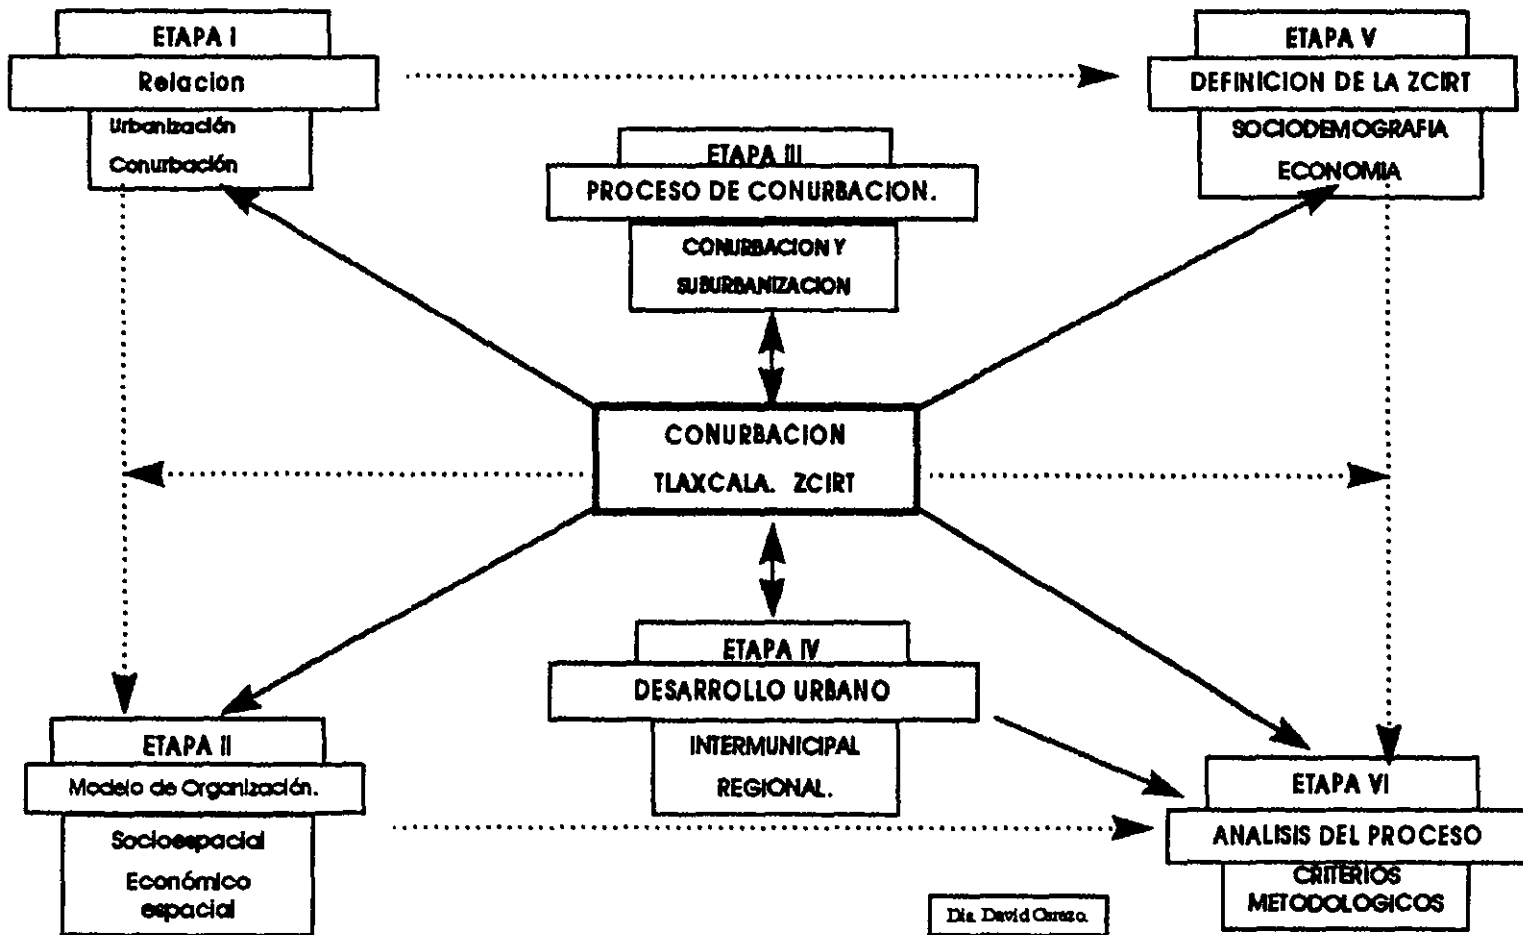 ETAPA I
Relacion
Urbanización
Conurbación
ETAPA V
DEFINICION DE LA ZCIRT
SOCIODEMOGRAFIA
ECONOMIA
ETAPA III
PROCESO DE CONURBACION.
CONURBACION Y
SUBURBANIZACION
CONURBACION
TLAXCALA. ZCIRT
ETAPA IV
DESARROLLO URBANO
INTERMUNICIPAL
REGIONAL.
ETAPA II
Modelo de Organización.
Socioespacial
Económico
espacial
ETAPA VI
ANALISIS DEL PROCESO
CRITERIOS
METODOLOGICOS
David